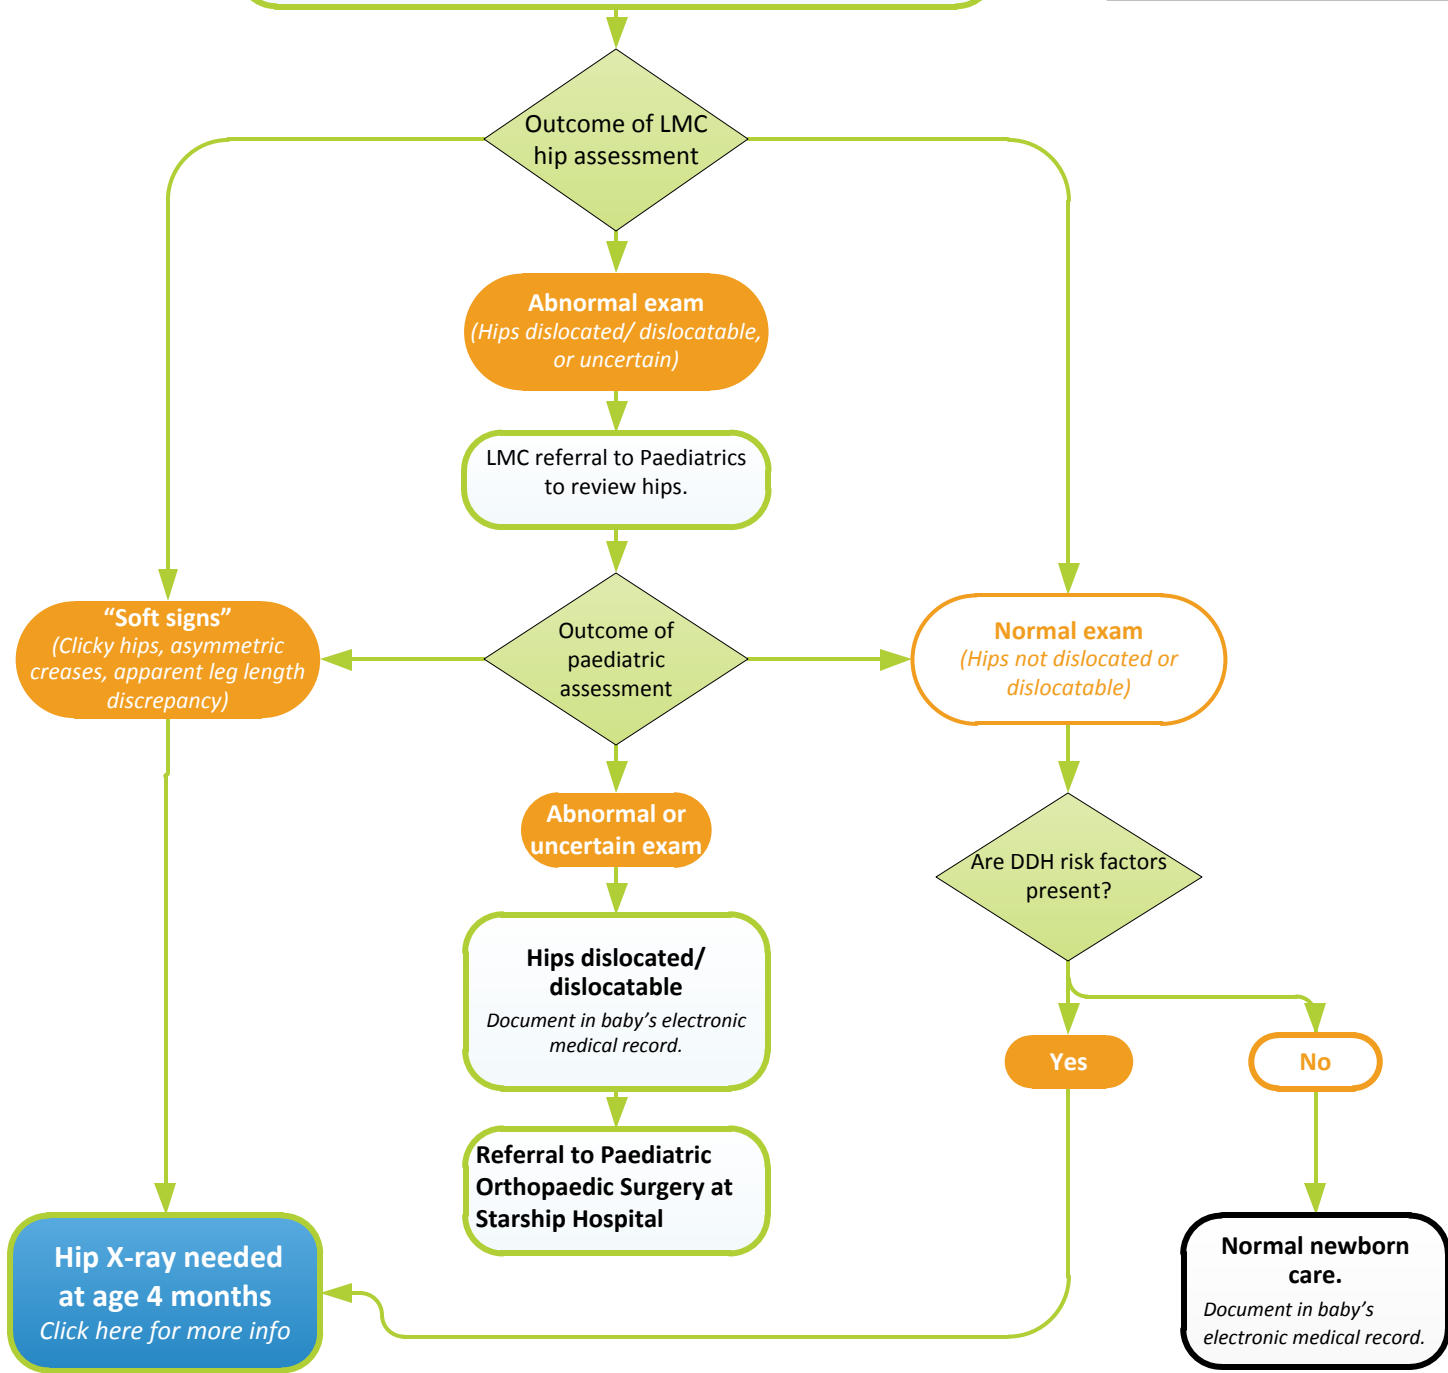 Outcome of LMC
hip assessment
Abnormal exam
(Hips dislocated/ dislocatable,
or uncertain)
LMC referral to Paediatrics
to review hips.
“Soft signs”
(Clicky hips, asymmetric
creases, apparent leg length
discrepancy)
Outcome of
paediatric
assessment
Normal exam
(Hips not dislocated or
dislocatable)
Abnormal or
uncertain exam
Are DDH risk factors
present?
Hips dislocated/
dislocatable
Document in baby’s electronic
medical record.
Yes
No
Referral to Paediatric
Orthopaedic Surgery at
Starship Hospital
Hip X-ray needed
at age 4 months
Click here for more info
Normal newborn
care.
Document in baby’s
electronic medical record.